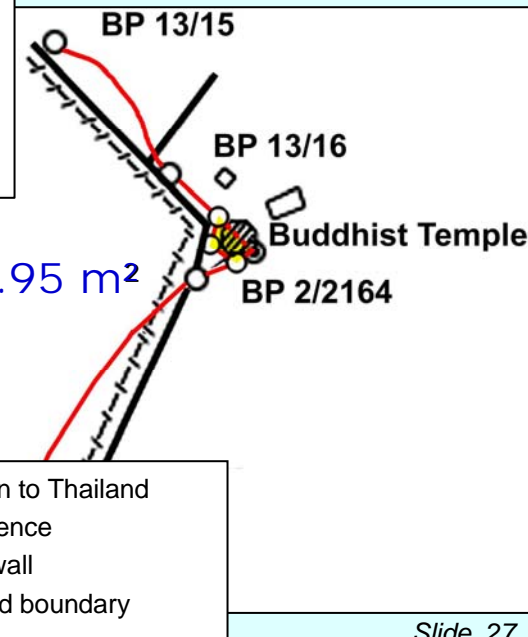 BP 13/15
BP 13/16
Buddhist Temple
.95 m²
BP 2/2164
n to Thailand
ence
wall
d boundary
Slide 27